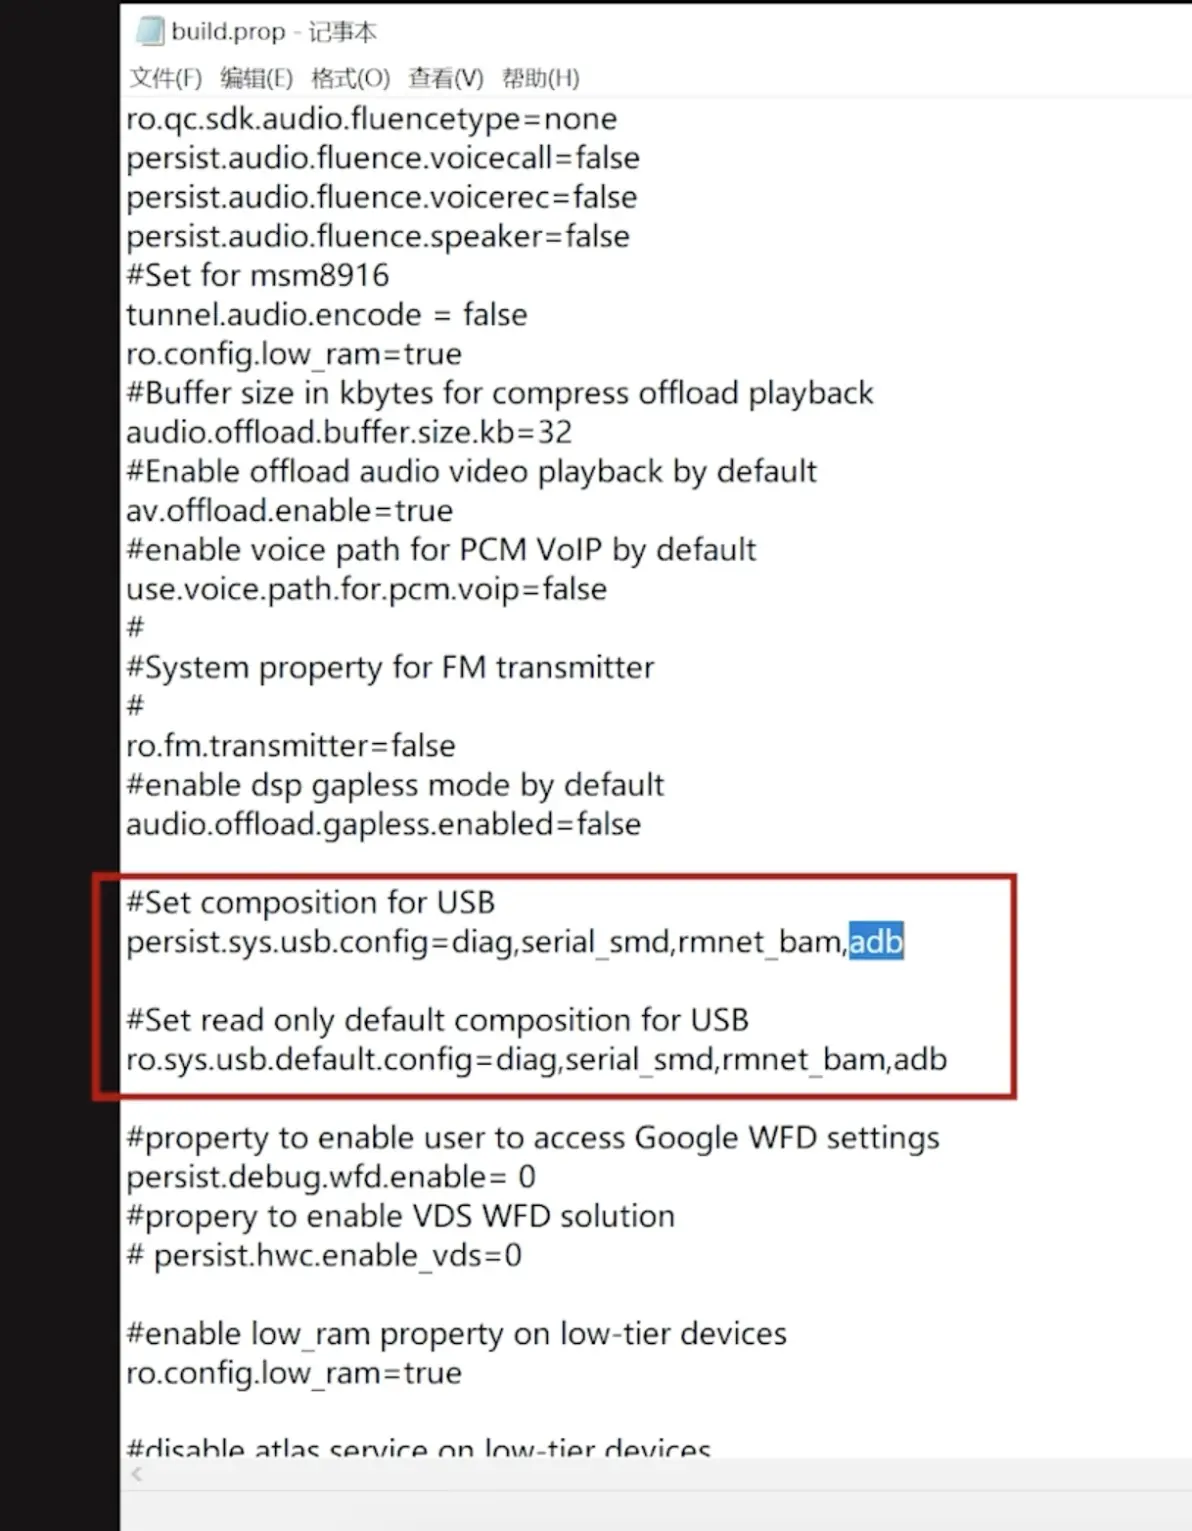 build.prop - 记事本
文件(F) 编辑(E) 格式(O) 查看(V) 帮助(H)
ro.qc.sdk.audio.fluencetype=none
persist.audio.fluence.voicecall=false
persist.audio.fluence.voicerec=false
persist.audio.fluence.speaker=false
#Set for msm8916
tunnel.audio.encode = false
ro.config.low_ram=true
#Buffer size in kbytes for compress offload playback
audio.offload.buffer.size.kb=32
#Enable offload audio video playback by default
av.offload.enable=true
#enable voice path for PCM VoIP by default
use.voice.path.for.pcm.voip=false
#
#System property for FM transmitter
#
ro.fm.transmitter=false
#enable dsp gapless mode by default
audio.offload.gapless.enabled=false
#Set composition for USB
persist.sys.usb.config=diag,serial_smd,rmnet_bam,adb
#Set read only default composition for USB
ro.sys.usb.default.config=diag,serial_smd,rmnet_bam,adb
#property to enable user to access Google WFD settings
persist.debug.wfd.enable= 0
#propery to enable VDS WFD solution
# persist.hwc.enable_vds=0
#enable low_ram property on low-tier devices
ro.config.low_ram=true
#disable atlas service on low-tier devices